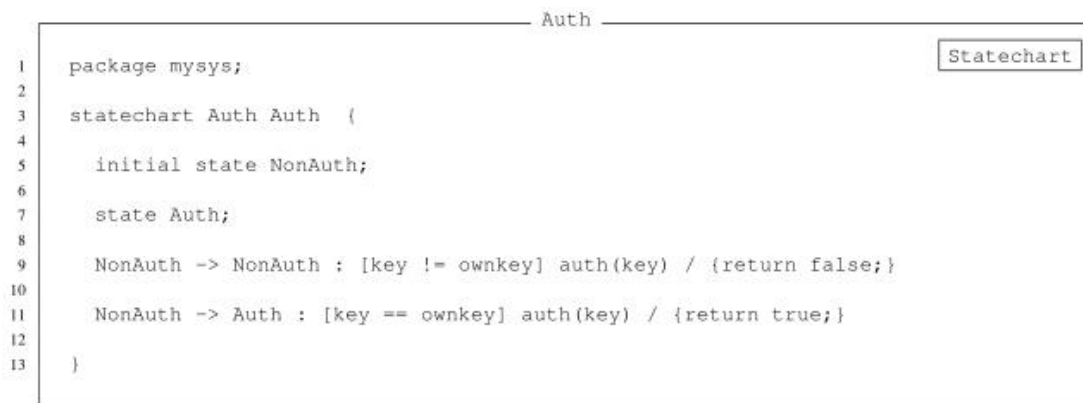 Auth
Statechart
1 package mysys;
2
3 statechart Auth Auth {
4
5 initial state NonAuth;
6
7 state Auth;
8
9 NonAuth -> NonAuth : [key != ownkey] auth(key) / {return false;}
10
11 NonAuth -> Auth : [key == ownkey] auth(key) / {return true;}
12
13 }